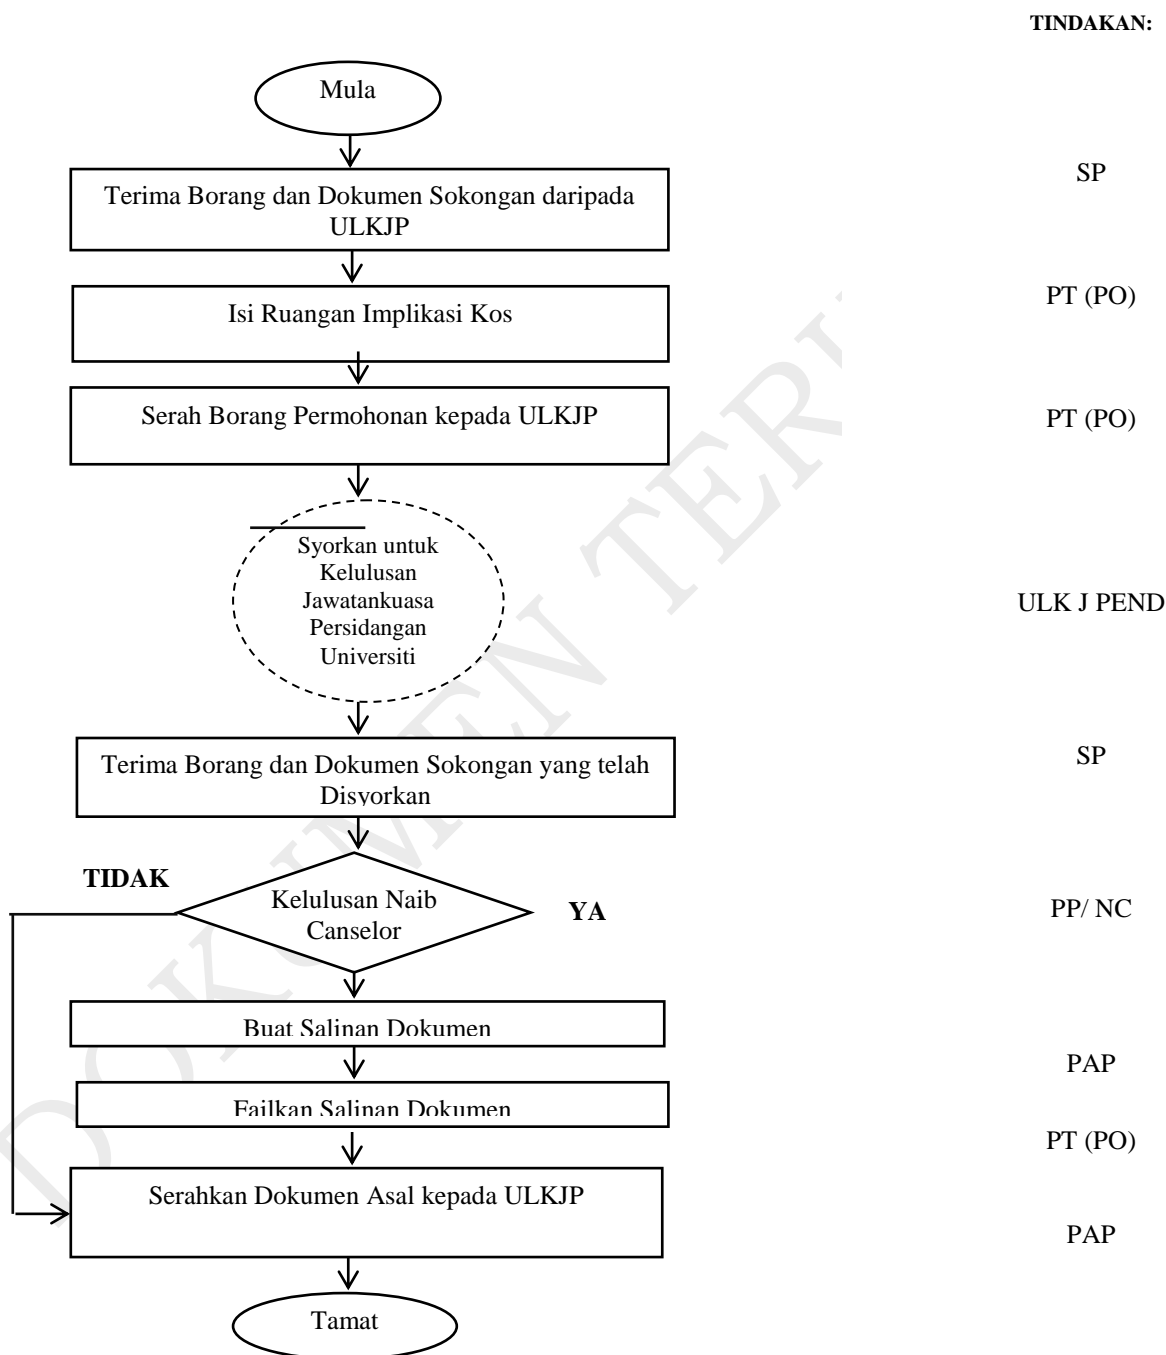 TINDAKAN:
Mula
Terima Borang dan Dokumen Sokongan daripada
ULKJP
SP
Isi Ruangan Implikasi Kos
PT (PO)
Serah Borang Permohonan kepada ULKJP
PT (PO)
Syorkan untuk
Kelulusan
Jawatankuasa
Persidangan
Universiti
ULK J PEND
Terima Borang dan Dokumen Sokongan yang telah
Disyorkan
SP
TIDAK
Kelulusan Naib
Canselor
YA
PP/ NC
Buat Salinan Dokumen
PAP
Failkan Salinan Dokumen
PT (PO)
Serahkan Dokumen Asal kepada ULKJP
PAP
Tamat
DOKUMEN